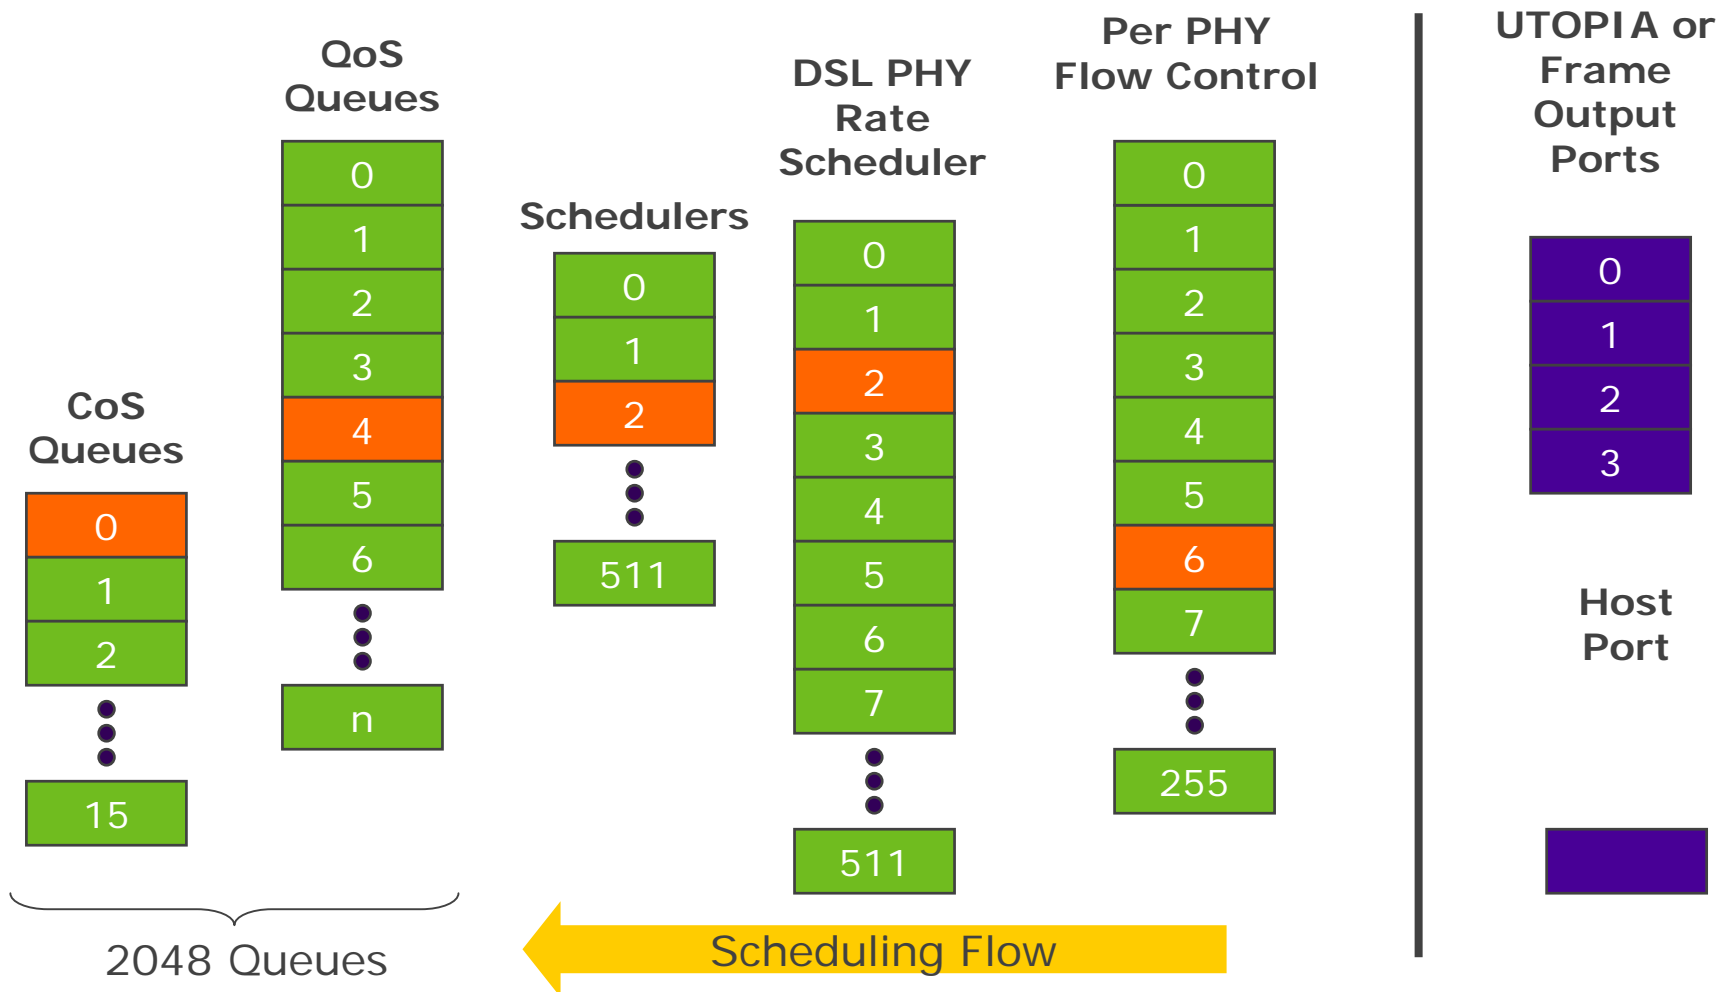 CoS
Queues
0
1
2
15
QoS
Queues
0
1
2
3
4
5
6
n
2048 Queues
Schedulers
0
1
2
511
DSL PHY
Rate
Scheduler
0
1
2
3
4
5
6
7
511
Per PHY
Flow Control
0
1
2
3
4
5
6
7
255
Scheduling Flow
UTOPIA or
Frame
Output
Ports
0
1
2
3
Host
Port